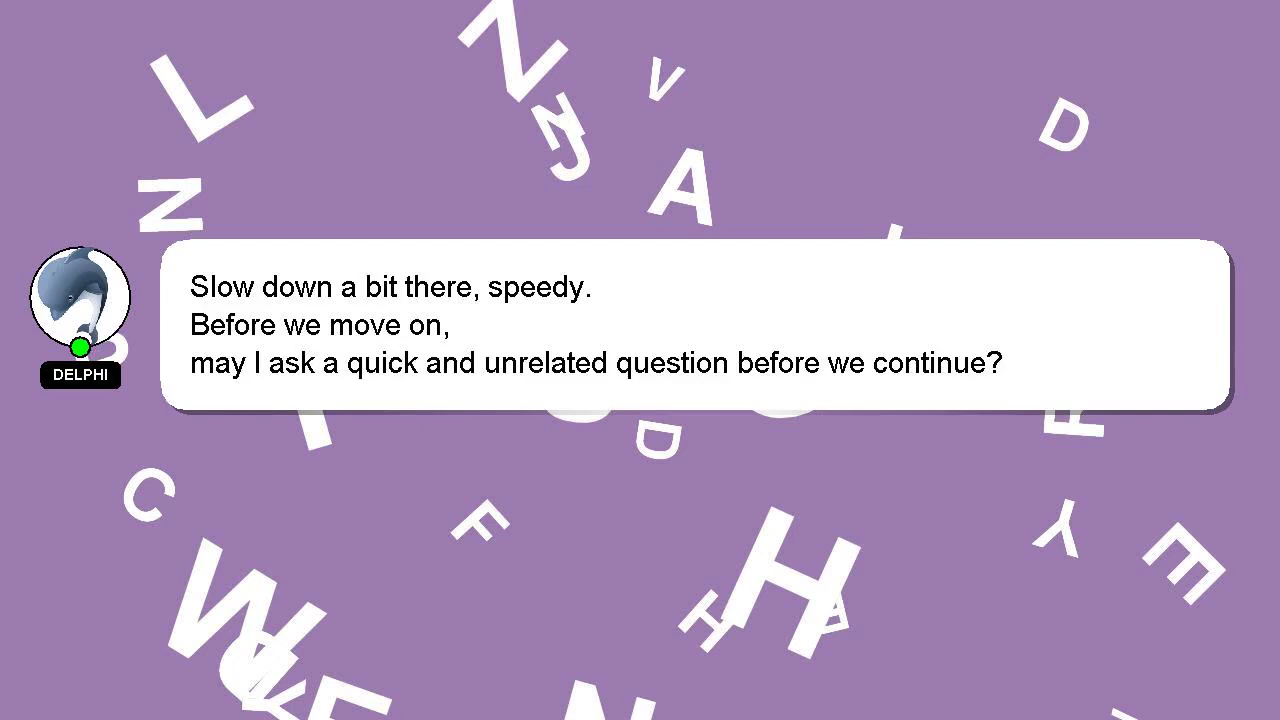 Slow down a bit there, speedy.
Before we move on,
may I ask a quick and unrelated question before we continue?
DELPHI
L
N
V
N
J
D
A
N
D
C
F
H
Y
E
W
H
A
N